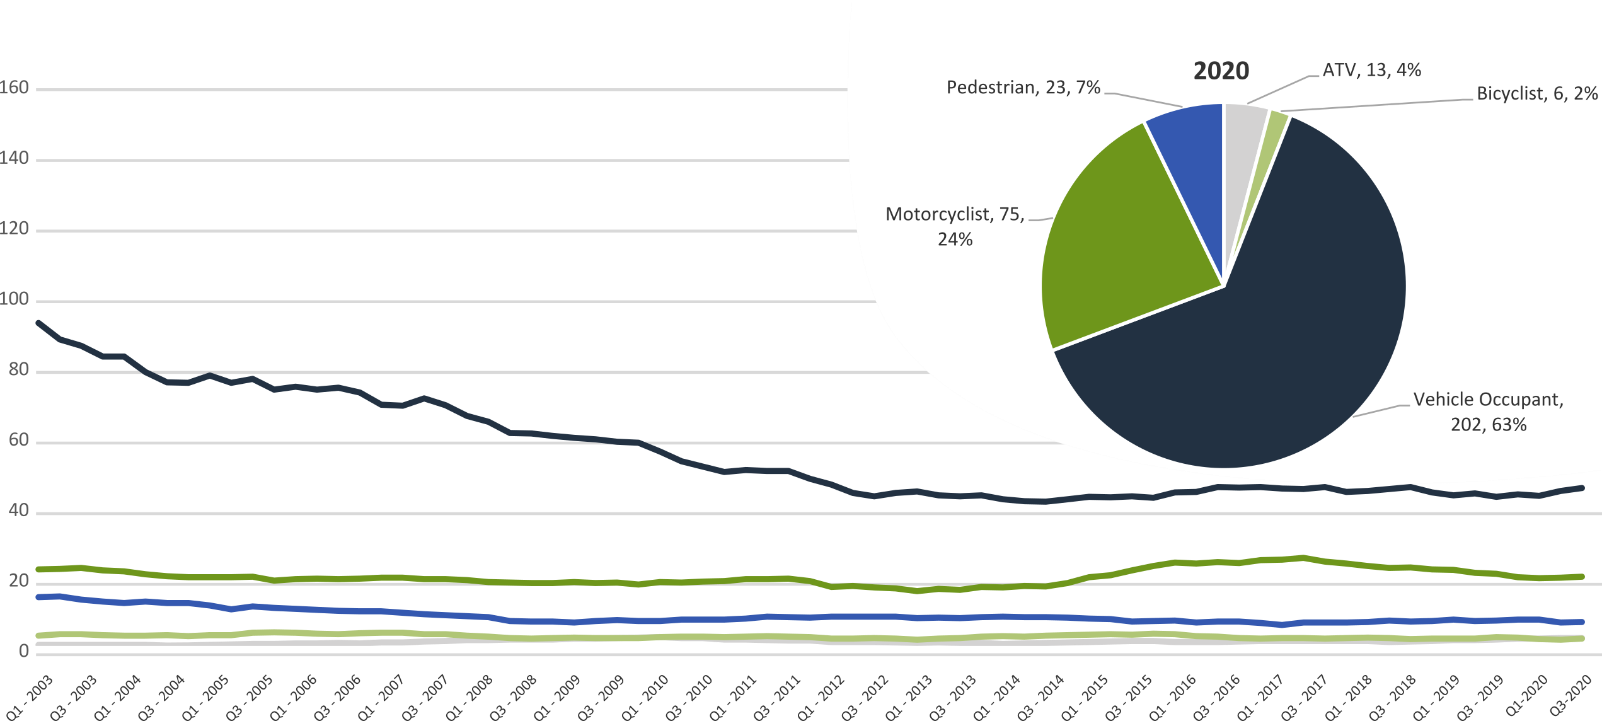 2020
ATV, 13, 4%
Pedestrian, 23, 7%
Bicyclist, 6, 2%
Motorcyclist, 75,
24%
Vehicle Occupant,
202, 63%
160
140
120
100
80
60
40
20
0
Q1 - 2003
Q3 - 2003
Q1 - 2004
Q3 - 2004
Q1 - 2005
Q3 - 2005
Q1 - 2006
Q3 - 2006
Q1 - 2007
Q3 - 2007
Q1 - 2008
Q3 - 2008
Q1 - 2009
Q3 - 2009
Q1 - 2010
Q3 - 2010
Q1 - 2011
Q3 - 2011
Q1 - 2012
Q3 - 2012
Q1 - 2013
Q3 - 2013
Q1 - 2014
Q3 - 2014
Q1 - 2015
Q3 - 2015
Q1 - 2016
Q3 - 2016
Q1 - 2017
Q3 - 2017
Q1 - 2018
Q3 - 2018
Q1 - 2019
Q3 - 2019
Q1-2020
Q3-2020